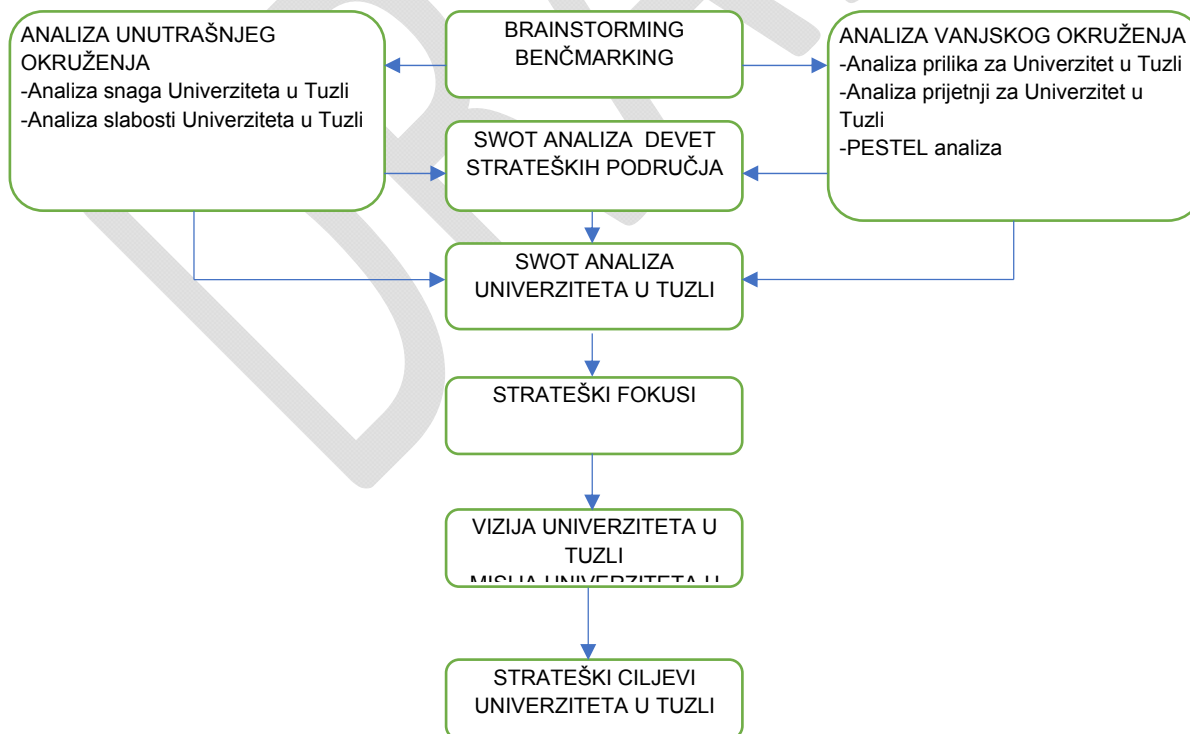 ANALIZA UNUTRAŠNJEG
OKRUŽENJA
-Analiza snaga Univerziteta u Tuzli
-Analiza slabosti Univerziteta u Tuzli
BRAINSTORMING
BENČMARKING
ANALIZA VANJSKOG OKRUŽENJA
-Analiza prilika za Univerzitet u Tuzli
-Analiza prijetnji za Univerzitet u
Tuzli
-PESTEL analiza
SWOT ANALIZA DEVET
STRATEŠKIH PODRUČJA
SWOT ANALIZA
UNIVERZITETA U TUZLI
STRATEŠKI FOKUSI
VIZIJA UNIVERZITETA U
TUZLI
MISIJA UNIVERZITETA U
STRATEŠKI CILJEVI
UNIVERZITETA U TUZLI